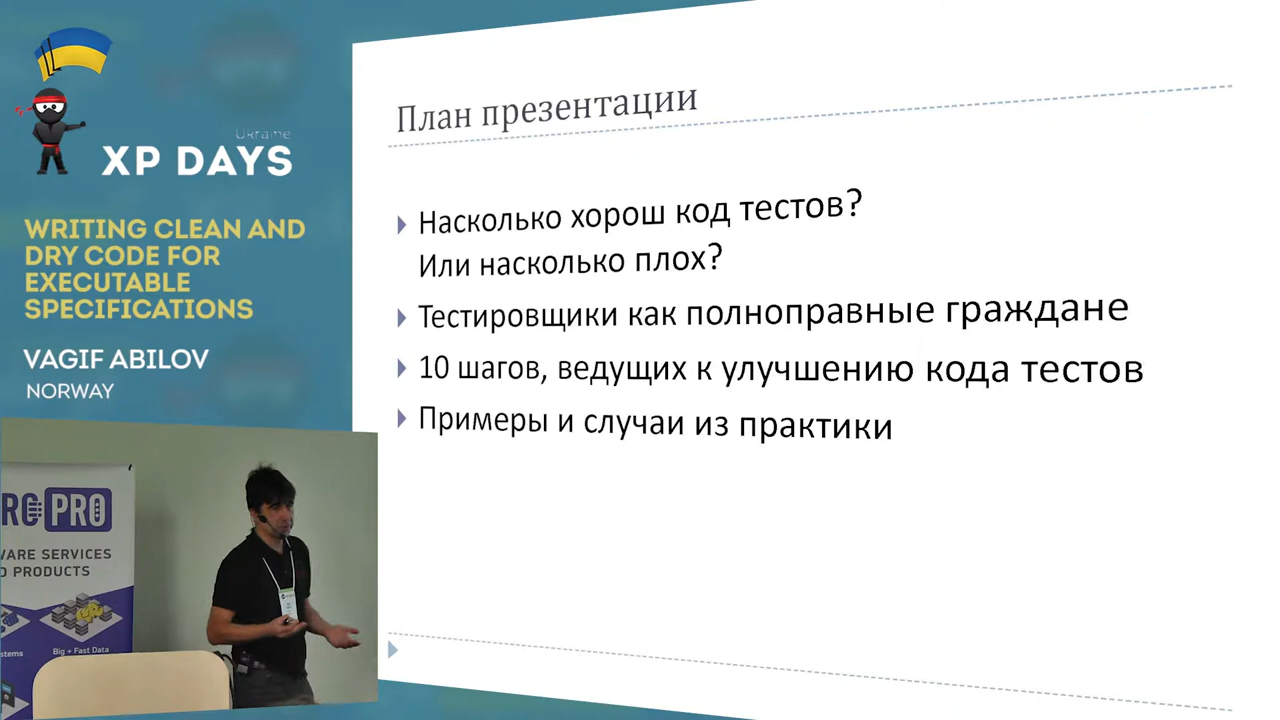 Ukraine
XP DAYS
WRITING CLEAN AND
DRY CODE FOR
EXECUTABLE
SPECIFICATIONS
VAGIF ABILOV
NORWAY
План презентации
Насколько хорош код тестов?
Или насколько плох?
Тестировщики как полноправные граждане
10 шагов, ведущих к улучшению кода тестов
Примеры и случаи из практики
PRO
SERVICES
PRODUCTS
Big + Fast Data